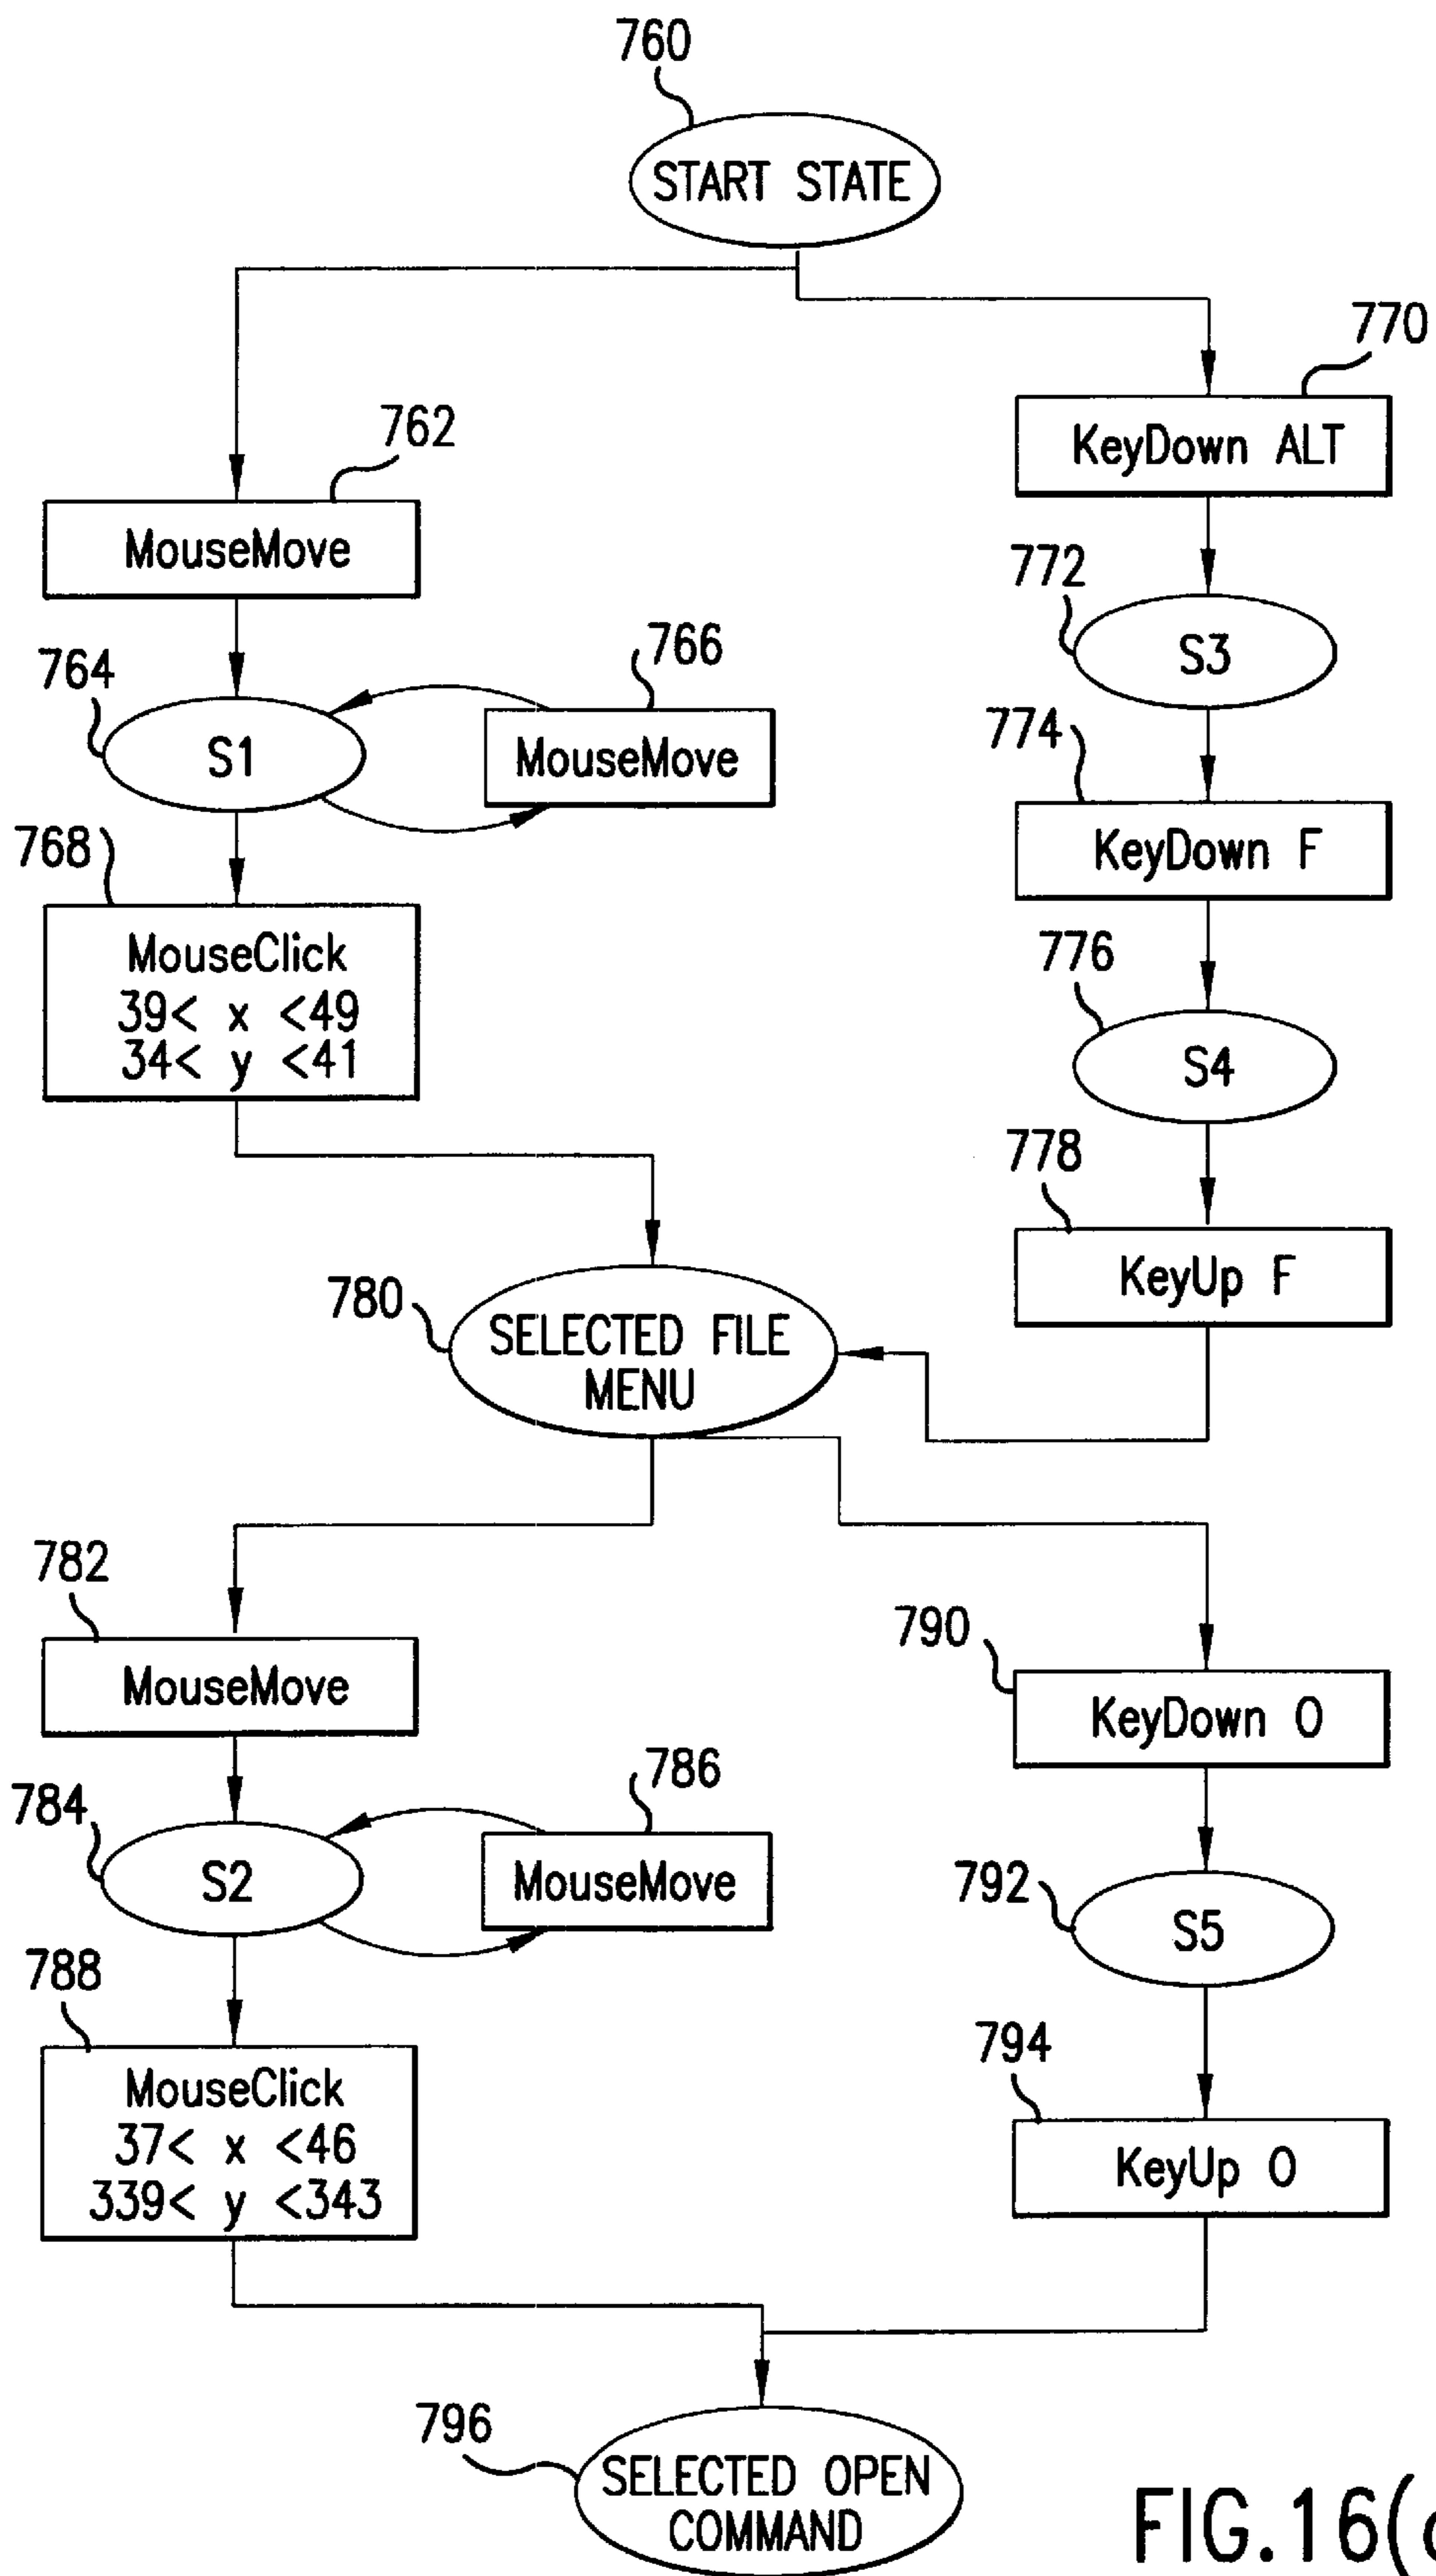 760
START STATE
770
KeyDown ALT
762
MouseMove
772
S3
764
S1
766
MouseMove
774
KeyDown F
768
MouseClick
39< x <49
34< y <41
776
S4
778
KeyUp F
780
SELECTED FILE
MENU
782
MouseMove
790
KeyDown O
784
S2
786
MouseMove
792
S5
788
MouseClick
37< x <46
339< y <343
794
KeyUp O
796
SELECTED OPEN
COMMAND
FIG.16(